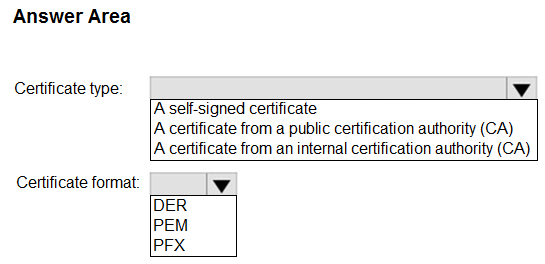 Answer Area
Certificate type:
A self-signed certificate
A certificate from a public certification authority (CA)
A certificate from an internal certification authority (CA)
Certificate format:
DER
PEM
PFX